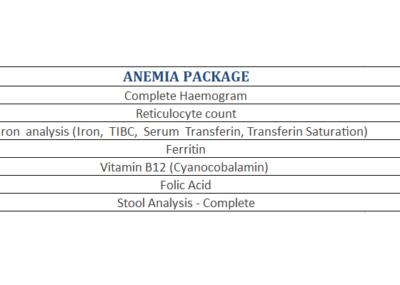 ANEMIA PACKAGE
Complete Haemogram
Reticulocyte count
ron analysis (Iron, TIBC, Serum Transferin, Transferin Saturation)
Ferritin
Vitamin B12 (Cyanocobalamin)
Folic Acid
Stool Analysis - Complete